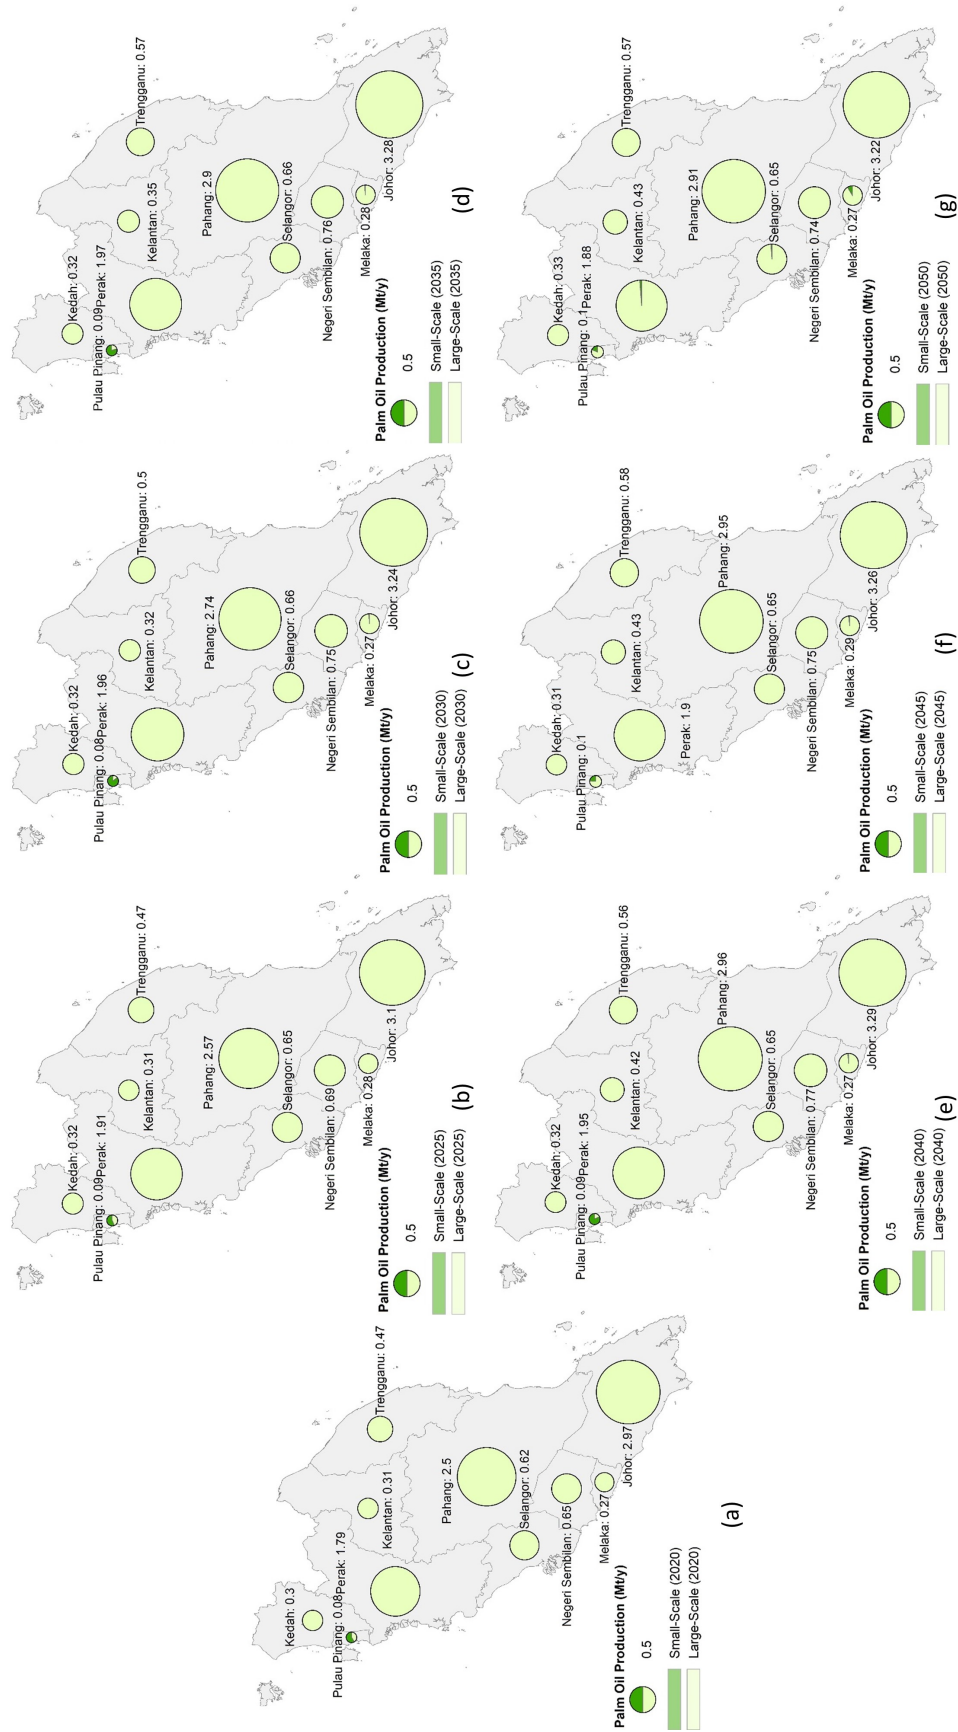 Kedah: 0.3
Pulau Pinang: 0.08
Perak: 1.79
Trengganu: 0.47
Kelantan: 0.31
Pahang: 2.5
Selangor: 0.62
Negeri Sembilan: 0.65
Melaka: 0.27
Johor: 2.97
Palm Oil Production (Mt/y)
0.5
Small-Scale (2020)
Large-Scale (2020)
(a)
Kedah: 0.32
Pulau Pinang: 0.09
Perak: 1.91
Trengganu: 0.47
Kelantan: 0.31
Pahang: 2.57
Selangor: 0.65
Negeri Sembilan: 0.69
Melaka: 0.28
Johor: 3.1
Palm Oil Production (Mt/y)
0.5
Small-Scale (2025)
Large-Scale (2025)
(b)
Kedah: 0.32
Pulau Pinang: 0.08
Perak: 1.96
Trengganu: 0.5
Kelantan: 0.32
Pahang: 2.74
Selangor: 0.66
Negeri Sembilan: 0.75
Melaka: 0.27
Johor: 3.24
Palm Oil Production (Mt/y)
0.5
Small-Scale (2030)
Large-Scale (2030)
(c)
Kedah: 0.32
Pulau Pinang: 0.09
Perak: 1.97
Trengganu: 0.57
Kelantan: 0.35
Pahang: 2.9
Selangor: 0.66
Negeri Sembilan: 0.76
Melaka: 0.28
Johor: 3.28
Palm Oil Production (Mt/y)
0.5
Small-Scale (2035)
Large-Scale (2035)
(d)
Kedah: 0.32
Pulau Pinang: 0.09
Perak: 1.95
Trengganu: 0.56
Kelantan: 0.42
Pahang: 2.96
Selangor: 0.65
Negeri Sembilan: 0.77
Melaka: 0.27
Johor: 3.29
Palm Oil Production (Mt/y)
0.5
Small-Scale (2040)
Large-Scale (2040)
(e)
Kedah: 0.31
Pulau Pinang: 0.1
Perak: 1.9
Trengganu: 0.58
Kelantan: 0.43
Pahang: 2.95
Selangor: 0.65
Negeri Sembilan: 0.75
Melaka: 0.29
Johor: 3.26
Palm Oil Production (Mt/y)
0.5
Small-Scale (2045)
Large-Scale (2045)
(f)
Kedah: 0.33
Pulau Pinang: 0.1
Perak: 1.88
Trengganu: 0.57
Kelantan: 0.43
Pahang: 2.91
Selangor: 0.65
Negeri Sembilan: 0.74
Melaka: 0.27
Johor: 3.22
Palm Oil Production (Mt/y)
0.5
Small-Scale (2050)
Large-Scale (2050)
(g)